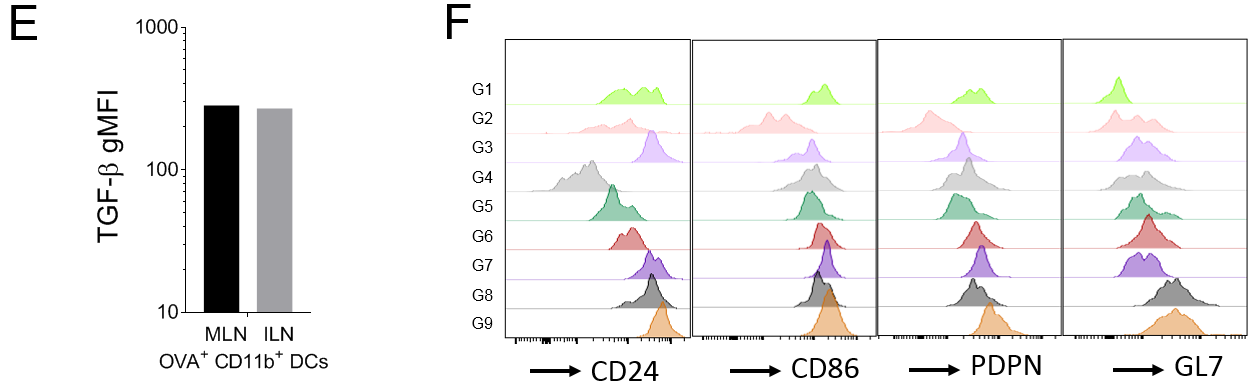 E
1000
100
10
TGF-β gMFI
MLN ILN
OVA⁺ CD11b⁺ DCs
F
G1
G2
G3
G4
G5
G6
G7
G8
G9
CD24 CD86 PDPN GL7